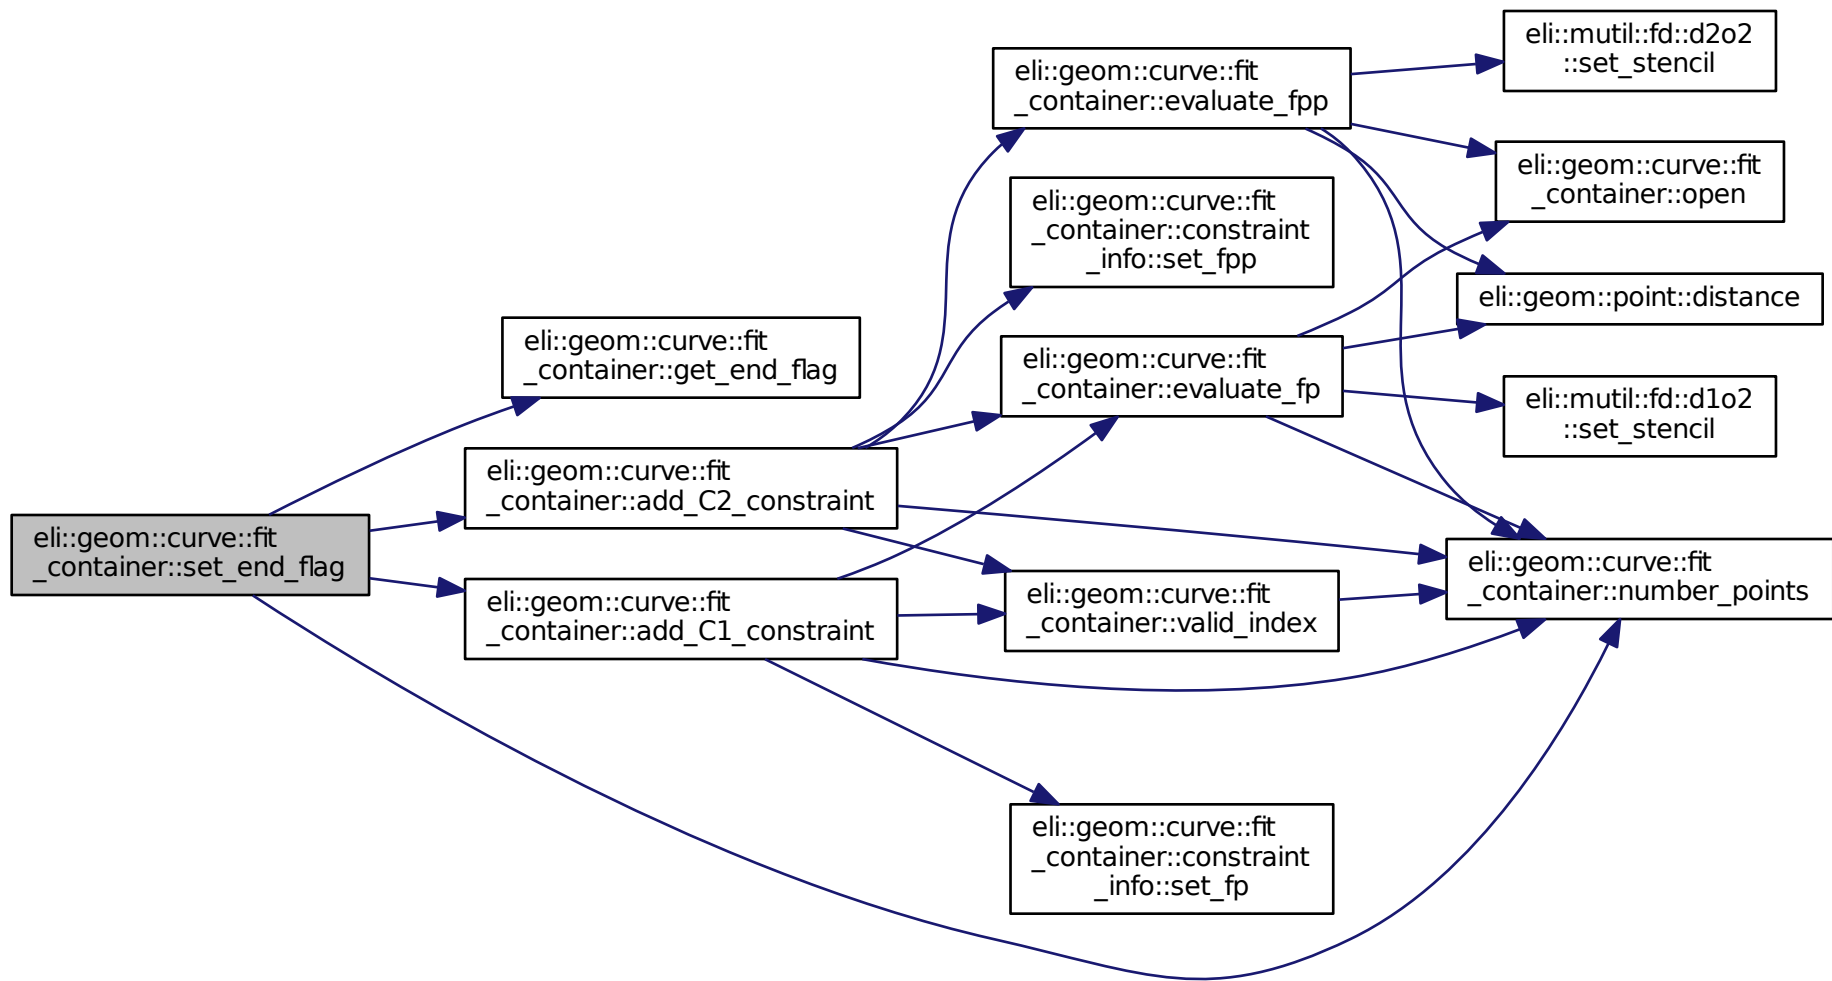 eli::geom::curve::fit
_container::set_end_flag
eli::geom::curve::fit
_container::get_end_flag
eli::geom::curve::fit
_container::add_C2_constraint
eli::geom::curve::fit
_container::add_C1_constraint
eli::geom::curve::fit
_container::evaluate_fpp
eli::geom::curve::fit
_container::constraint
_info::set_fpp
eli::geom::curve::fit
_container::evaluate_fp
eli::geom::curve::fit
_container::valid_index
eli::geom::curve::fit
_container::constraint
_info::set_fp
eli::mutil::fd::d2o2
::set_stencil
eli::geom::curve::fit
_container::open
eli::geom::point::distance
eli::mutil::fd::d1o2
::set_stencil
eli::geom::curve::fit
_container::number_points